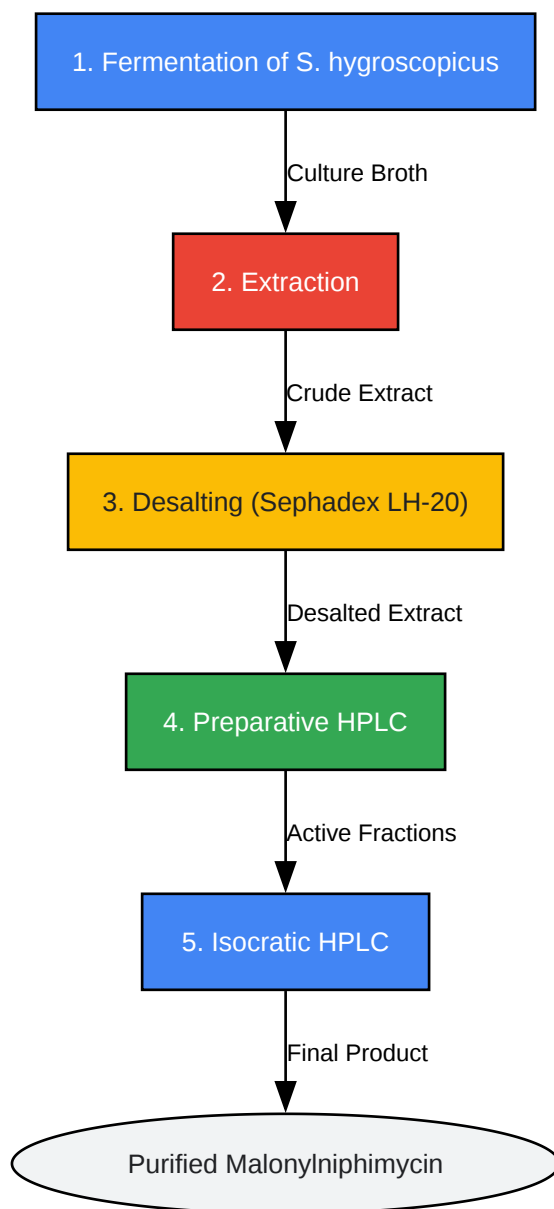 1. Fermentation of S. hygroscopicus
Culture Broth
2. Extraction
Crude Extract
3. Desalting (Sephadex LH-20)
Desalted Extract
4. Preparative HPLC
Active Fractions
5. Isocratic HPLC
Final Product
Purified Malonylniphimycin